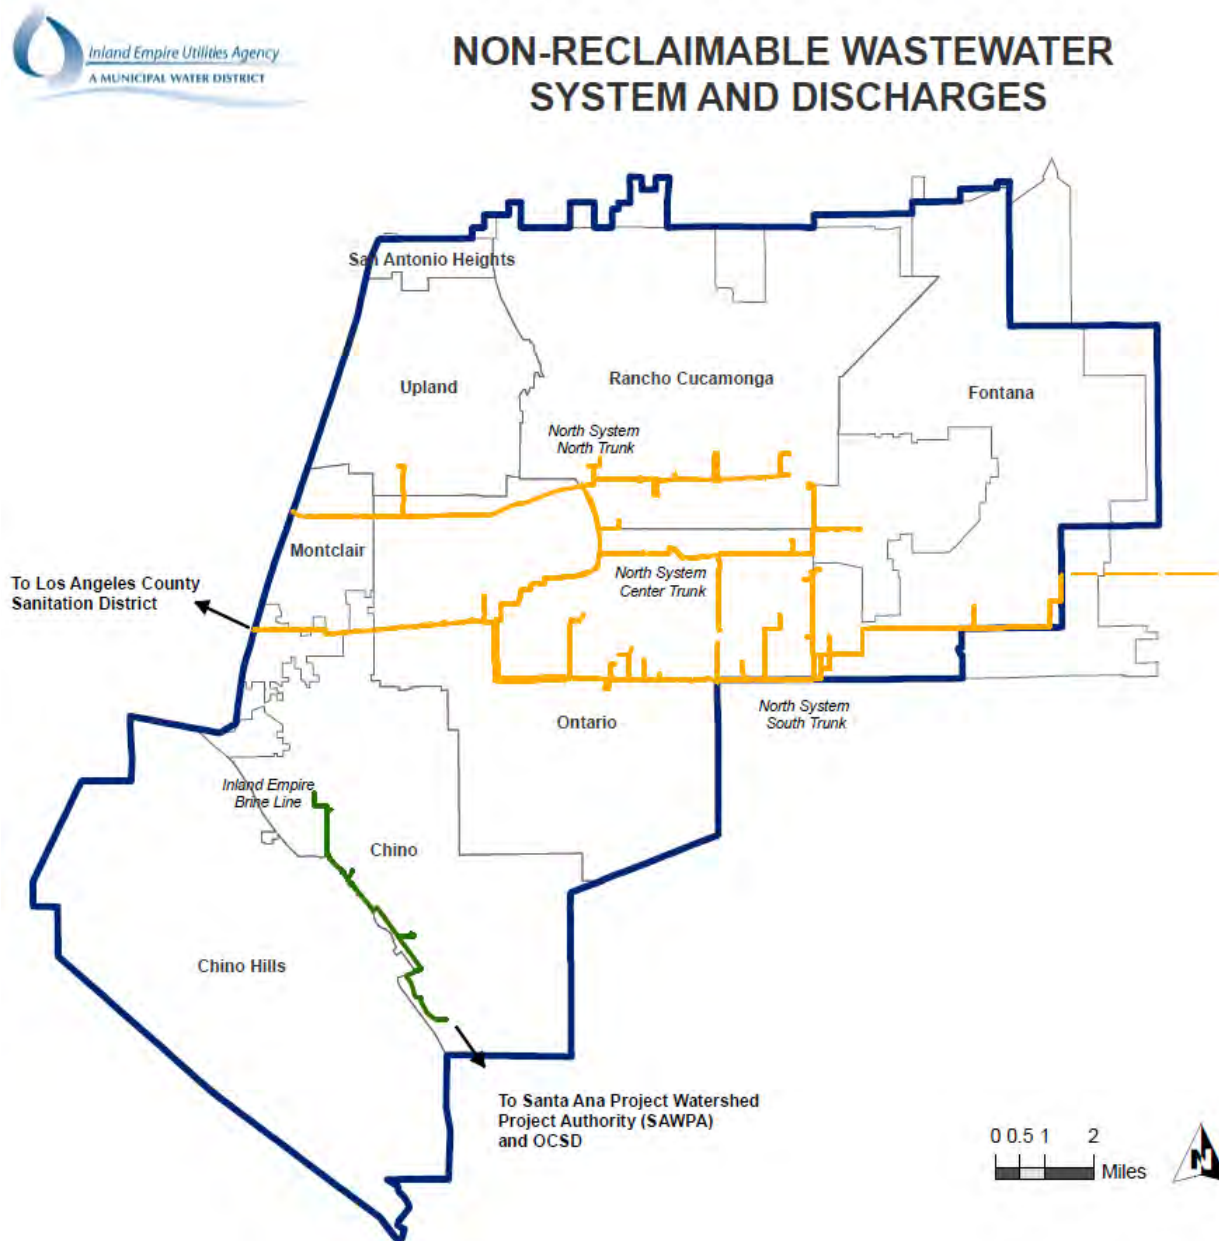 Inland Empire Utilities Agency
A MUNICIPAL WATER DISTRICT
NON-RECLAIMABLE WASTEWATER
SYSTEM AND DISCHARGES
San Antonio Heights
Upland
Rancho Cucamonga
Fontana
North System
North Trunk
Montclair
To Los Angeles County
Sanitation District
North System
Center Trunk
Ontario
North System
South Trunk
Inland Empire
Brine Line
Chino
Chino Hills
To Santa Ana Project Watershed
Project Authority (SAWPA)
and OCSD
0 0.5 1 2
Miles
N